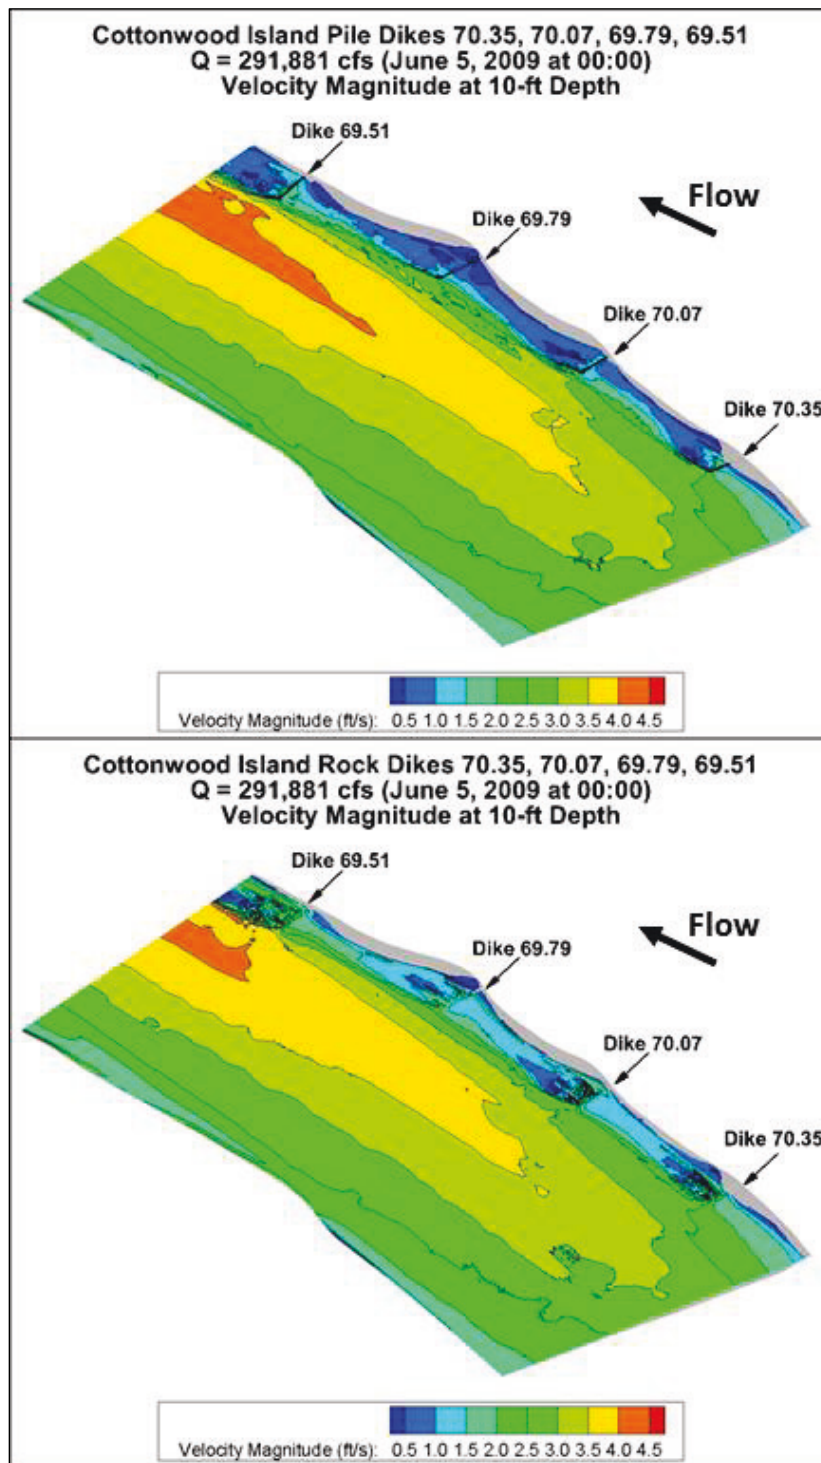 Cottonwood Island Pile Dikes 70.35, 70.07, 69.79, 69.51
Q = 291,881 cfs (June 5, 2009 at 00:00)
Velocity Magnitude at 10-ft Depth
Dike 69.51
Flow
Dike 69.79
Dike 70.07
Dike 70.35
Velocity Magnitude (ft/s): 0.5 1.0 1.5 2.0 2.5 3.0 3.5 4.0 4.5
Cottonwood Island Rock Dikes 70.35, 70.07, 69.79, 69.51
Q = 291,881 cfs (June 5, 2009 at 00:00)
Velocity Magnitude at 10-ft Depth
Dike 69.51
Flow
Dike 69.79
Dike 70.07
Dike 70.35
Velocity Magnitude (ft/s): 0.5 1.0 1.5 2.0 2.5 3.0 3.5 4.0 4.5